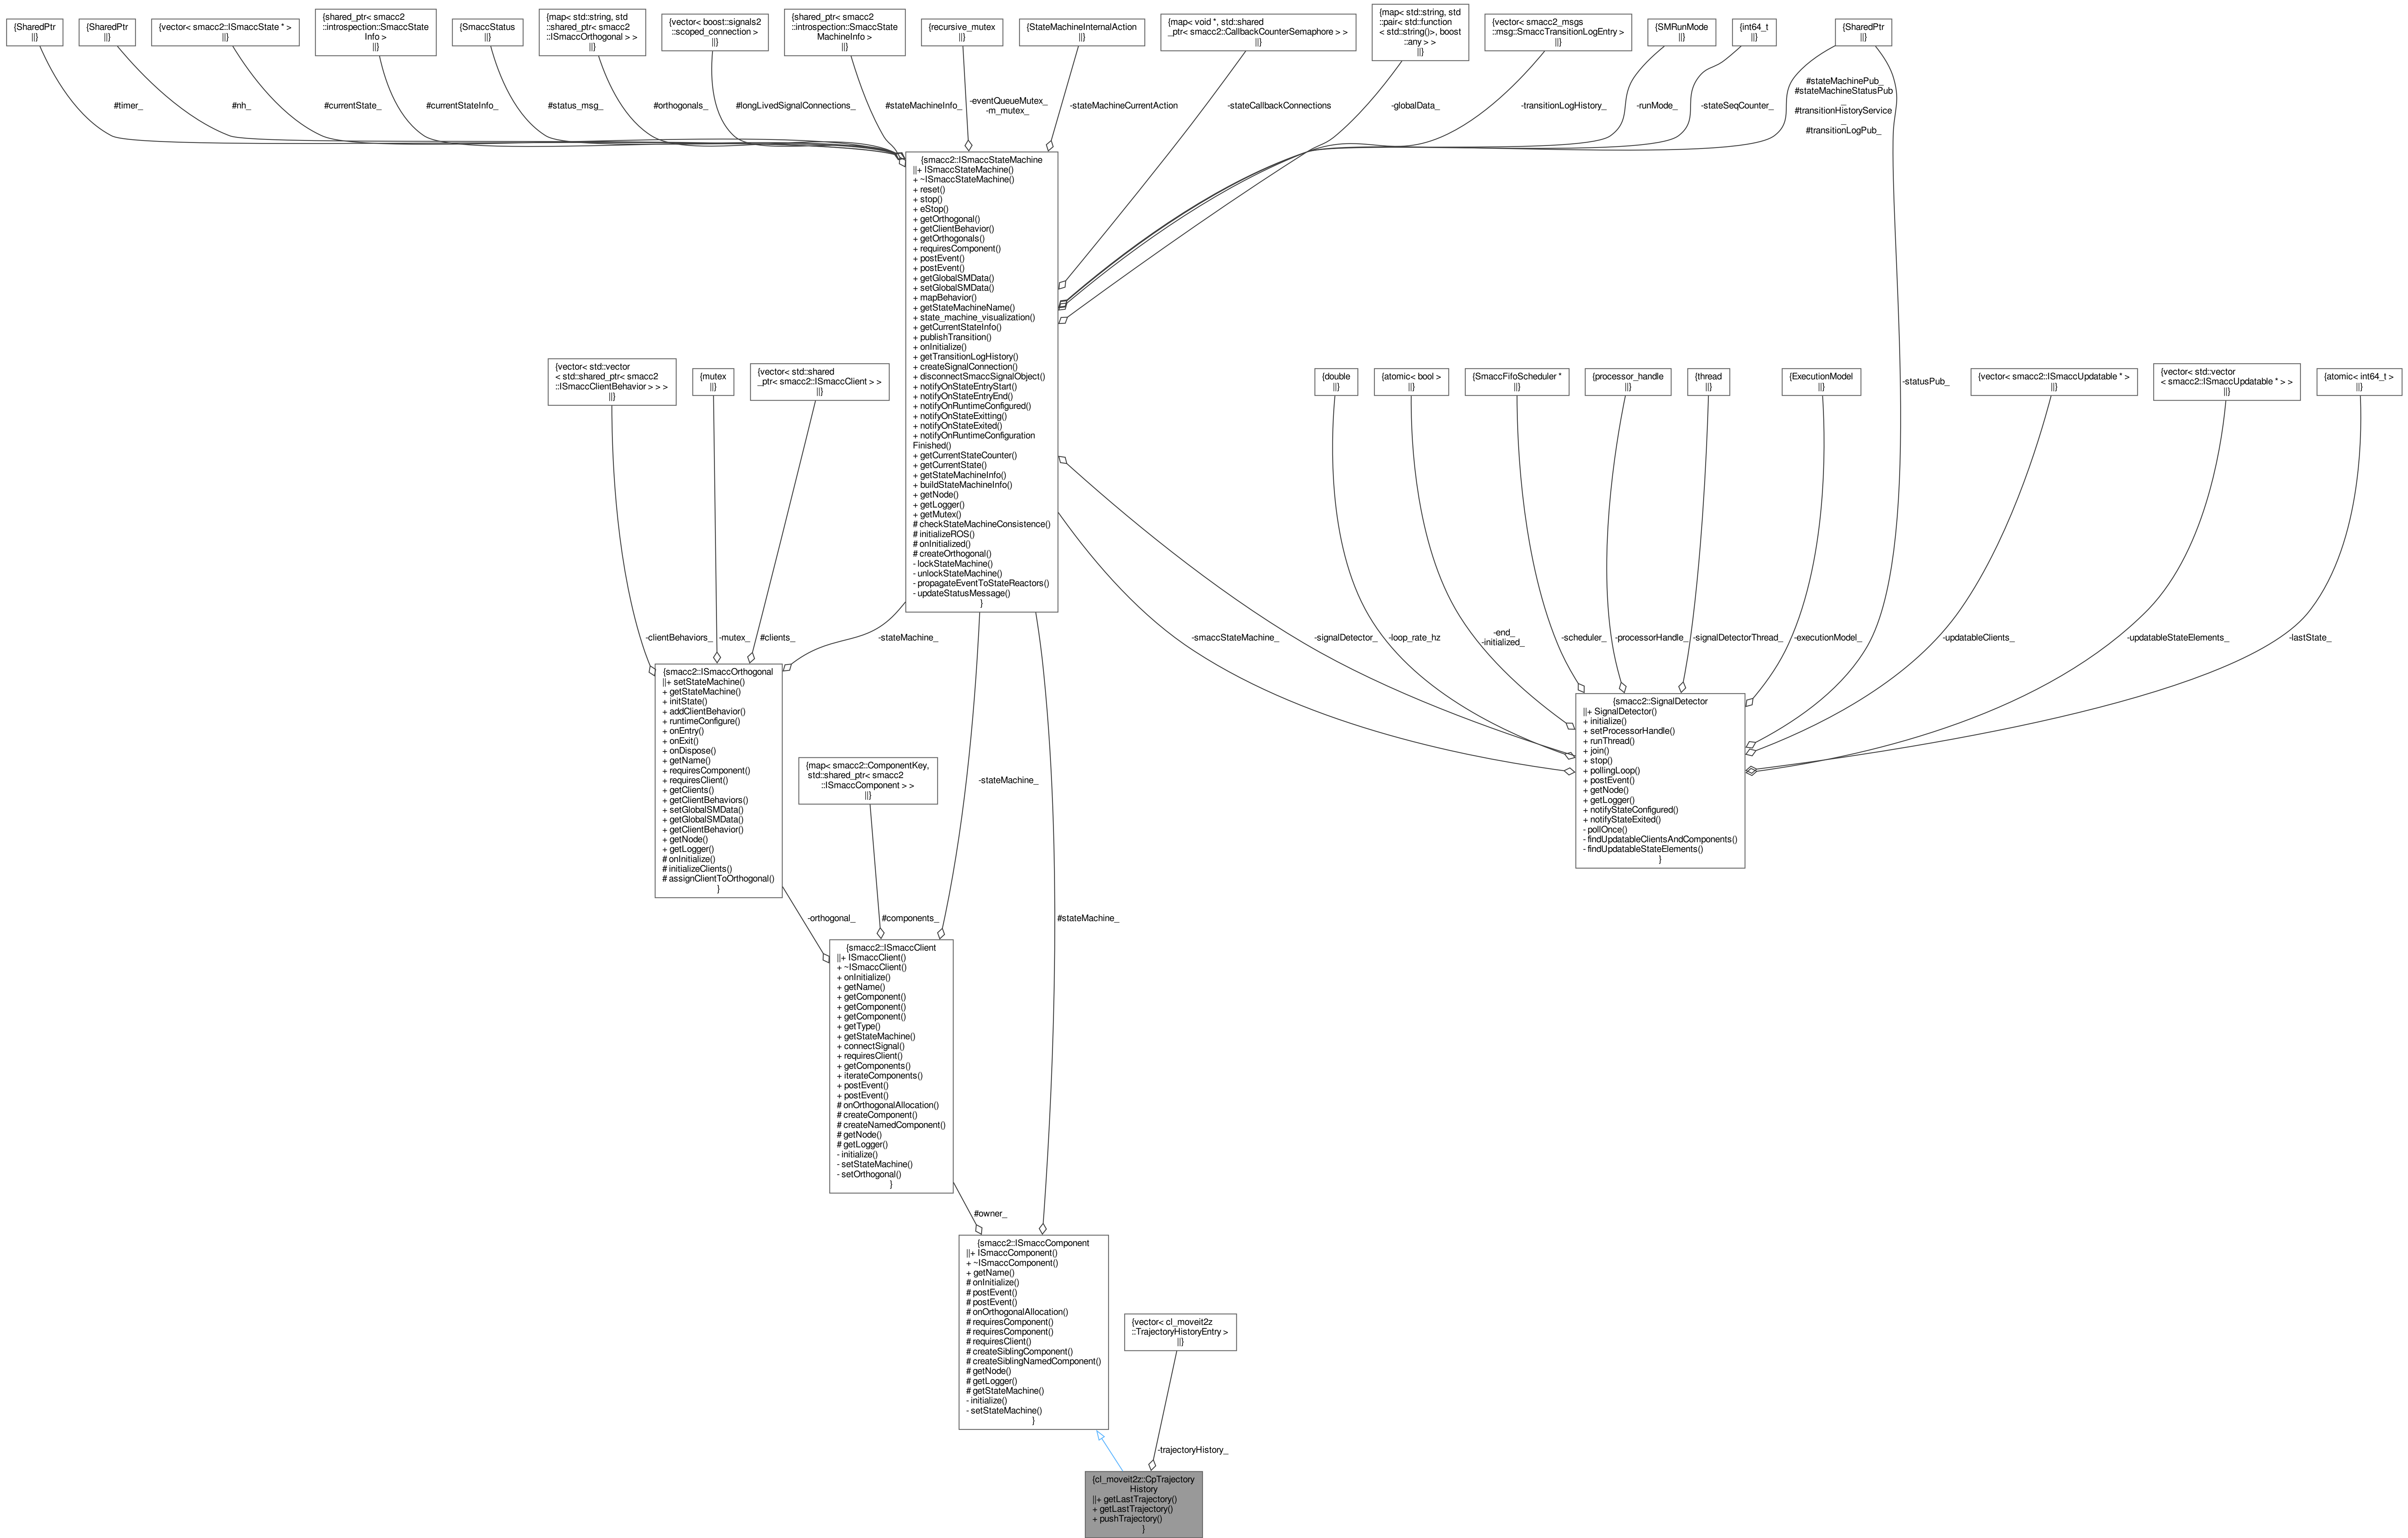 {SharedPtr
||}
{SharedPtr
||}
{vector< smacc2::ISmaccState * >
||}
{shared_ptr< smacc2
::introspection::SmaccState
Info >
||}
{SmaccStatus
||}
{map< std::string, std
::shared_ptr< smacc2
::ISmaccOrthogonal > >
||}
{vector< boost::signals2
::scoped_connection >
||}
{shared_ptr< smacc2
::introspection::SmaccState
MachineInfo >
||}
{recursive_mutex
||}
{StateMachineInternalAction
||}
{map< void *, std::shared
_ptr< smacc2::CallbackCounterSemaphore > >
||}
{map< std::string, std
::pair< std::function
< std::string()>, boost
::any > >
||}
{vector< smacc2_msgs
::msg::SmaccTransitionLogEntry >
||}
{SMRunMode
||}
{int64_t
||}
{SharedPtr
||}
#timer_
#nh_
#currentState_
#currentStateInfo_
#status_msg_
#orthogonals_
#longLivedSignalConnections_
#stateMachineInfo_
-eventQueueMutex_
-m_mutex_
-stateMachineCurrentAction
-stateCallbackConnections
-globalData_
-transitionLogHistory_
-runMode_
-stateSeqCounter_
#stateMachinePub_
#stateMachineStatusPub
_
#transitionHistoryService
_
#transitionLogPub_
{smacc2::ISmaccStateMachine
||+ ISmaccStateMachine()
+ ~ISmaccStateMachine()
+ reset()
+ stop()
+ eStop()
+ getOrthogonal()
+ getClientBehavior()
+ getOrthogonals()
+ requiresComponent()
+ postEvent()
+ postEvent()
+ getGlobalSMData()
+ setGlobalSMData()
+ mapBehavior()
+ getStateMachineName()
+ state_machine_visualization()
+ getCurrentStateInfo()
+ publishTransition()
+ onInitialize()
+ getTransitionLogHistory()
+ createSignalConnection()
+ disconnectSmaccSignalObject()
+ notifyOnStateEntryStart()
+ notifyOnStateEntryEnd()
+ notifyOnRuntimeConfigured()
+ notifyOnStateExitting()
+ notifyOnStateExited()
+ notifyOnRuntimeConfiguration
Finished()
+ getCurrentStateCounter()
+ getCurrentState()
+ getStateMachineInfo()
+ buildStateMachineInfo()
+ getNode()
+ getLogger()
+ getMutex()
# checkStateMachineConsistence()
# initializeROS()
# onInitialized()
# createOrthogonal()
- lockStateMachine()
- unlockStateMachine()
- propagateEventToStateReactors()
- updateStatusMessage()
}
{vector< std::vector
< std::shared_ptr< smacc2
::ISmaccClientBehavior > > >
||}
{mutex
||}
{vector< std::shared
_ptr< smacc2::ISmaccClient > >
||}
{double
||}
{atomic< bool >
||}
{SmaccFifoScheduler *
||}
{processor_handle
||}
{thread
||}
{ExecutionModel
||}
-statusPub_
{vector< smacc2::ISmaccUpdatable * >
||}
{vector< std::vector
< smacc2::ISmaccUpdatable * > >
||}
{atomic< int64_t >
||}
-clientBehaviors_
-mutex_
#clients_
-stateMachine_
-smaccStateMachine_
-signalDetector_
-loop_rate_hz
-end_
-initialized_
-scheduler_
-processorHandle_
-signalDetectorThread_
-executionModel_
-updatableClients_
-updatableStateElements_
-lastState_
{smacc2::ISmaccOrthogonal
||+ setStateMachine()
+ getStateMachine()
+ initState()
+ addClientBehavior()
+ runtimeConfigure()
+ onEntry()
+ onExit()
+ onDispose()
+ getName()
+ requiresComponent()
+ requiresClient()
+ getClients()
+ getClientBehaviors()
+ setGlobalSMData()
+ getGlobalSMData()
+ getClientBehavior()
+ getNode()
+ getLogger()
# onInitialize()
# initializeClients()
# assignClientToOrthogonal()
}
{smacc2::SignalDetector
||+ SignalDetector()
+ initialize()
+ setProcessorHandle()
+ runThread()
+ join()
+ stop()
+ pollingLoop()
+ postEvent()
+ getNode()
+ getLogger()
+ notifyStateConfigured()
+ notifyStateExited()
- pollOnce()
- findUpdatableClientsAndComponents()
- findUpdatableStateElements()
}
{map< smacc2::ComponentKey,
std::shared_ptr< smacc2
::ISmaccComponent > >
||}
-stateMachine_
-orthogonal_
#components_
#stateMachine_
{smacc2::ISmaccClient
||+ ISmaccClient()
+ ~ISmaccClient()
+ onInitialize()
+ getName()
+ getComponent()
+ getComponent()
+ getComponent()
+ getType()
+ getStateMachine()
+ connectSignal()
+ requiresClient()
+ getComponents()
+ iterateComponents()
+ postEvent()
+ postEvent()
# onOrthogonalAllocation()
# createComponent()
# createNamedComponent()
# getNode()
# getLogger()
- initialize()
- setStateMachine()
- setOrthogonal()
}
#owner_
{smacc2::ISmaccComponent
||+ ISmaccComponent()
+ ~ISmaccComponent()
+ getName()
# onInitialize()
# postEvent()
# postEvent()
# onOrthogonalAllocation()
# requiresComponent()
# requiresComponent()
# requiresClient()
# createSiblingComponent()
# createSiblingNamedComponent()
# getNode()
# getLogger()
# getStateMachine()
- initialize()
- setStateMachine()
}
{vector< cl_moveit2z
::TrajectoryHistoryEntry >
||}
-trajectoryHistory_
{cl_moveit2z::CpTrajectory
History
||+ getLastTrajectory()
+ getLastTrajectory()
+ pushTrajectory()
}